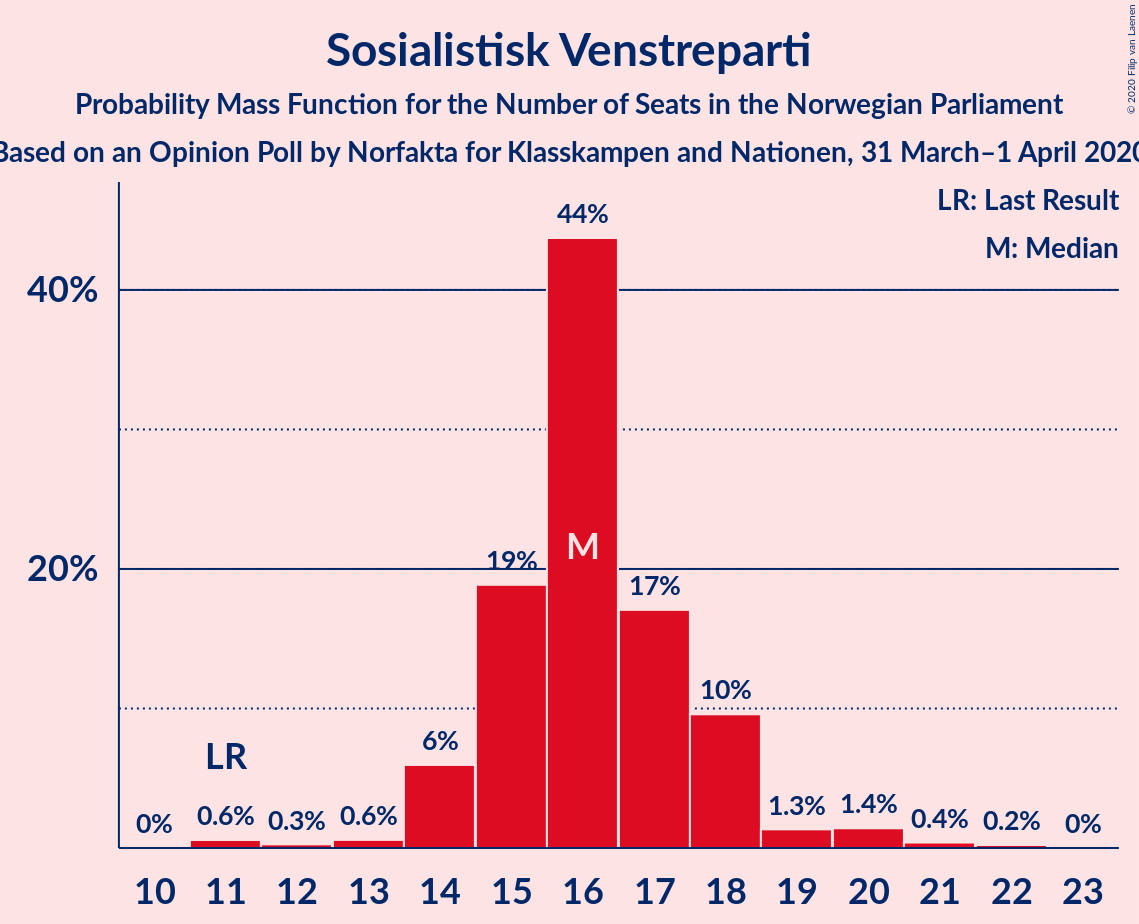 Sosialistisk Venstreparti
Probability Mass Function for the Number of Seats in the Norwegian Parliament
Based on an Opinion Poll by Norfakta for Klasskampen and Nationen, 31 March–1 April 2020
© 2020 Filip van Laenen
LR: Last Result
M: Median
44%
40%
M
19%
20%
17%
10%
6%
LR
0%
0.6%
0.3%
0.6%
1.3%
1.4%
0.4%
0.2%
0%
10 11 12 13 14 15 16 17 18 19 20 21 22 23